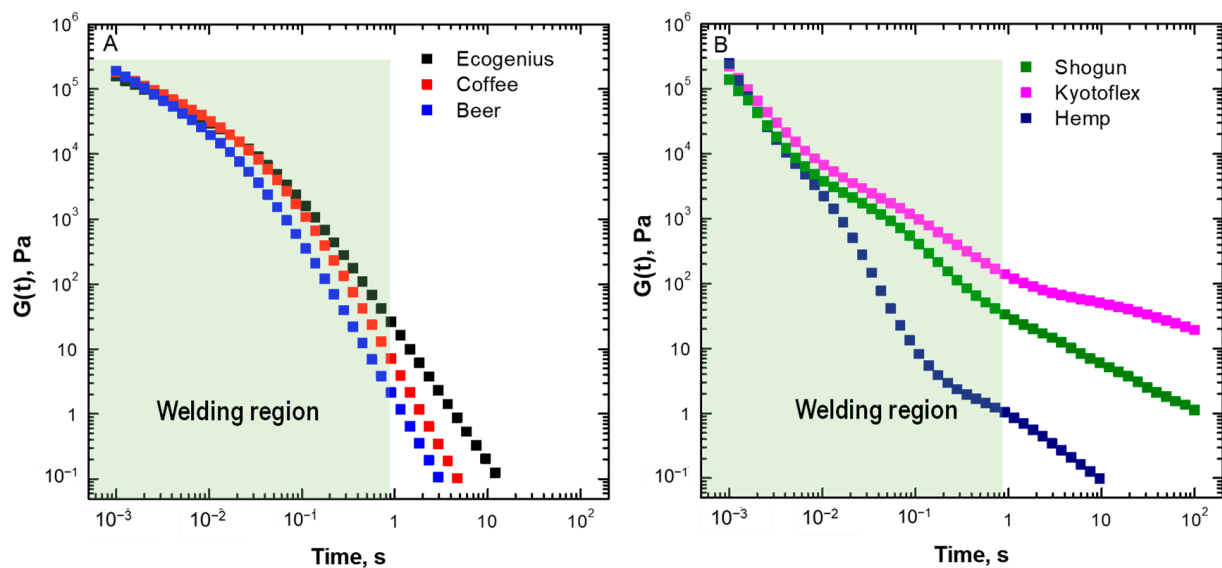 A
Ecogenius
Coffee
Beer
10⁶
10⁵
10⁴
10³
10²
10
1
10⁻¹
G(t), Pa
Welding region
10⁻³
10⁻²
10⁻¹
1
10
10²
Time, s
B
Shogun
Kyotoflex
Hemp
10⁶
10⁵
10⁴
10³
10²
10
1
10⁻¹
G(t), Pa
Welding region
10⁻³
10⁻²
10⁻¹
1
10
10²
Time, s